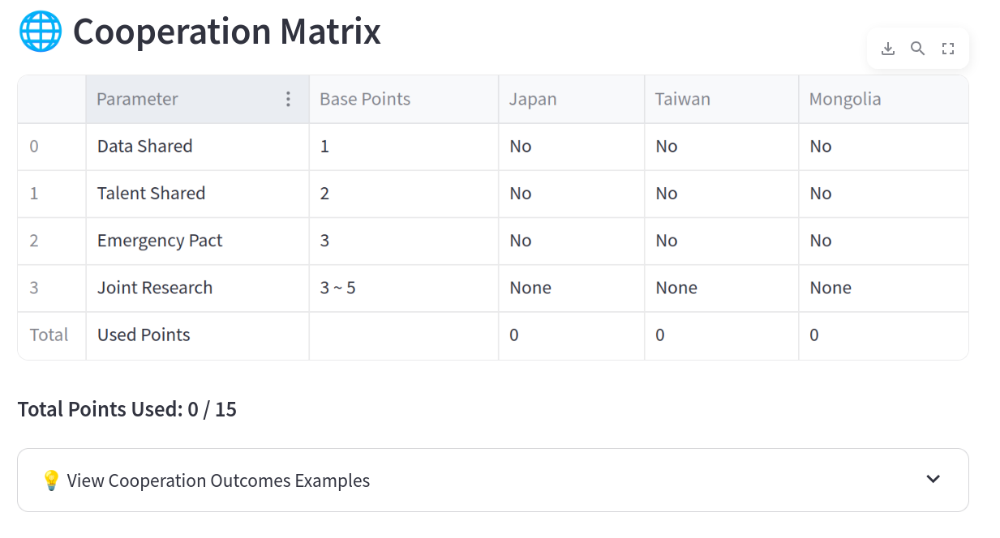 🌐 Cooperation Matrix
Parameter Base Points Japan Taiwan Mongolia
0 Data Shared 1 No No No
1 Talent Shared 2 No No No
2 Emergency Pact 3 No No No
3 Joint Research 3 ~ 5 None None None
Total Used Points 0 0 0
Total Points Used: 0 / 15
💡 View Cooperation Outcomes Examples